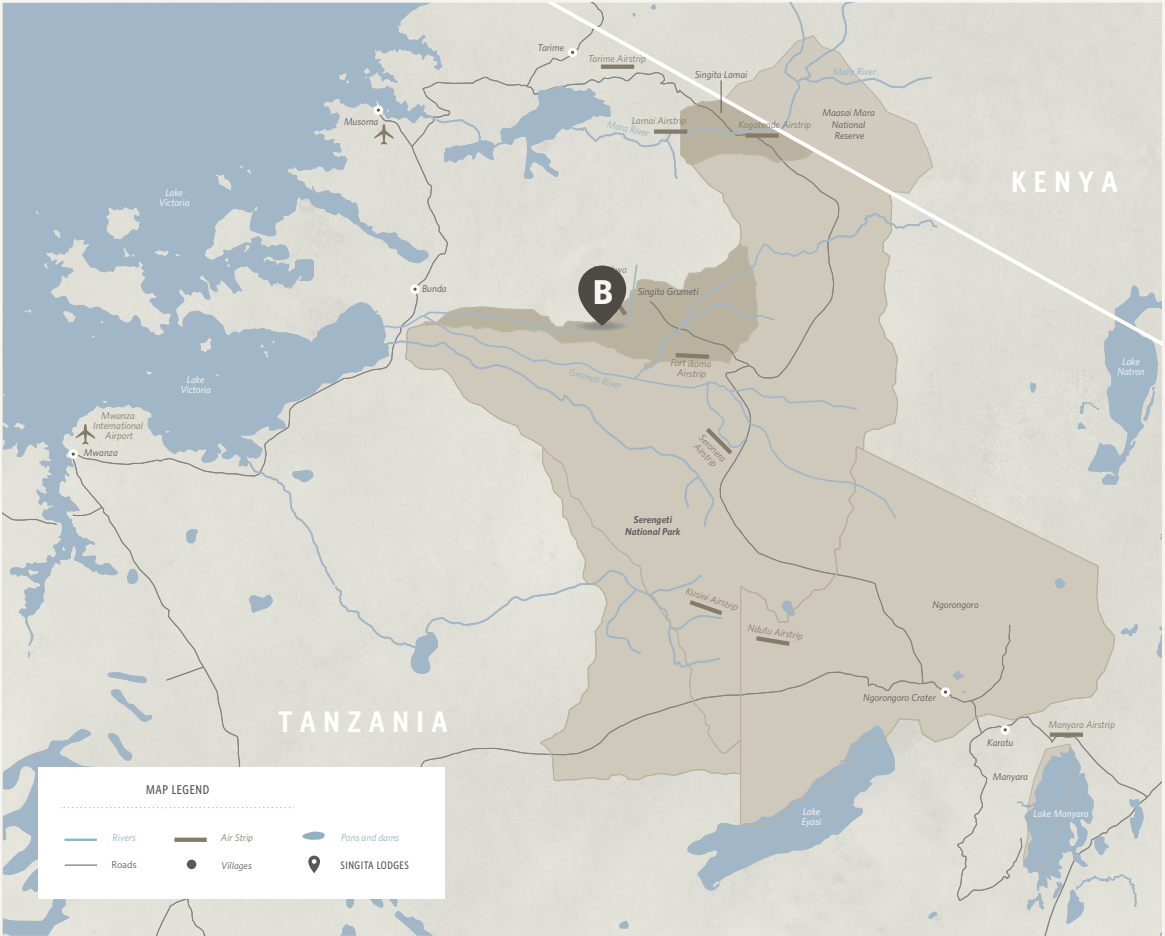 Tarime
Tarime Airstrip
Singita Lamai
Mara River
Musoma
Mara River
Lamai Airstrip
Kogatende Airstrip
Maasai Mara
National
Reserve
KENYA
Lake
Victoria
Bunda
B
Singita Grumeti
Fort Ikoma
Airstrip
Grumeti River
Lake
Natron
Lake
Victoria
Mwanza
International
Airport
Mwanza
Seronera
Airstrip
Serengeti
National Park
Kusini Airstrip
Ndutu Airstrip
Ngorongoro
Ngorongoro Crater
TANZANIA
Manyara Airstrip
Karatu
Manyara
Lake
Eyasi
Lake Manyara
MAP LEGEND
Rivers
Air Strip
Pans and dams
Roads
Villages
SINGITA LODGES